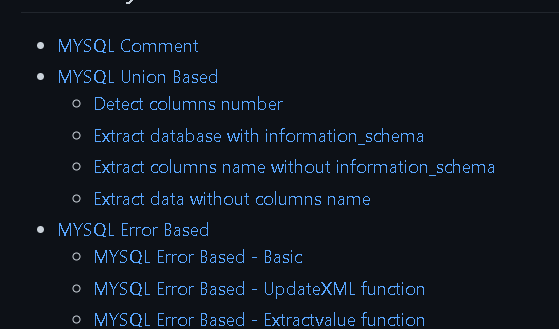 MYSQL Comment
MYSQL Union Based
Detect columns number
Extract database with information_schema
Extract columns name without information_schema
Extract data without columns name
MYSQL Error Based
MYSQL Error Based - Basic
MYSQL Error Based - UpdateXML function
MYSQL Error Based - Extractvalue function